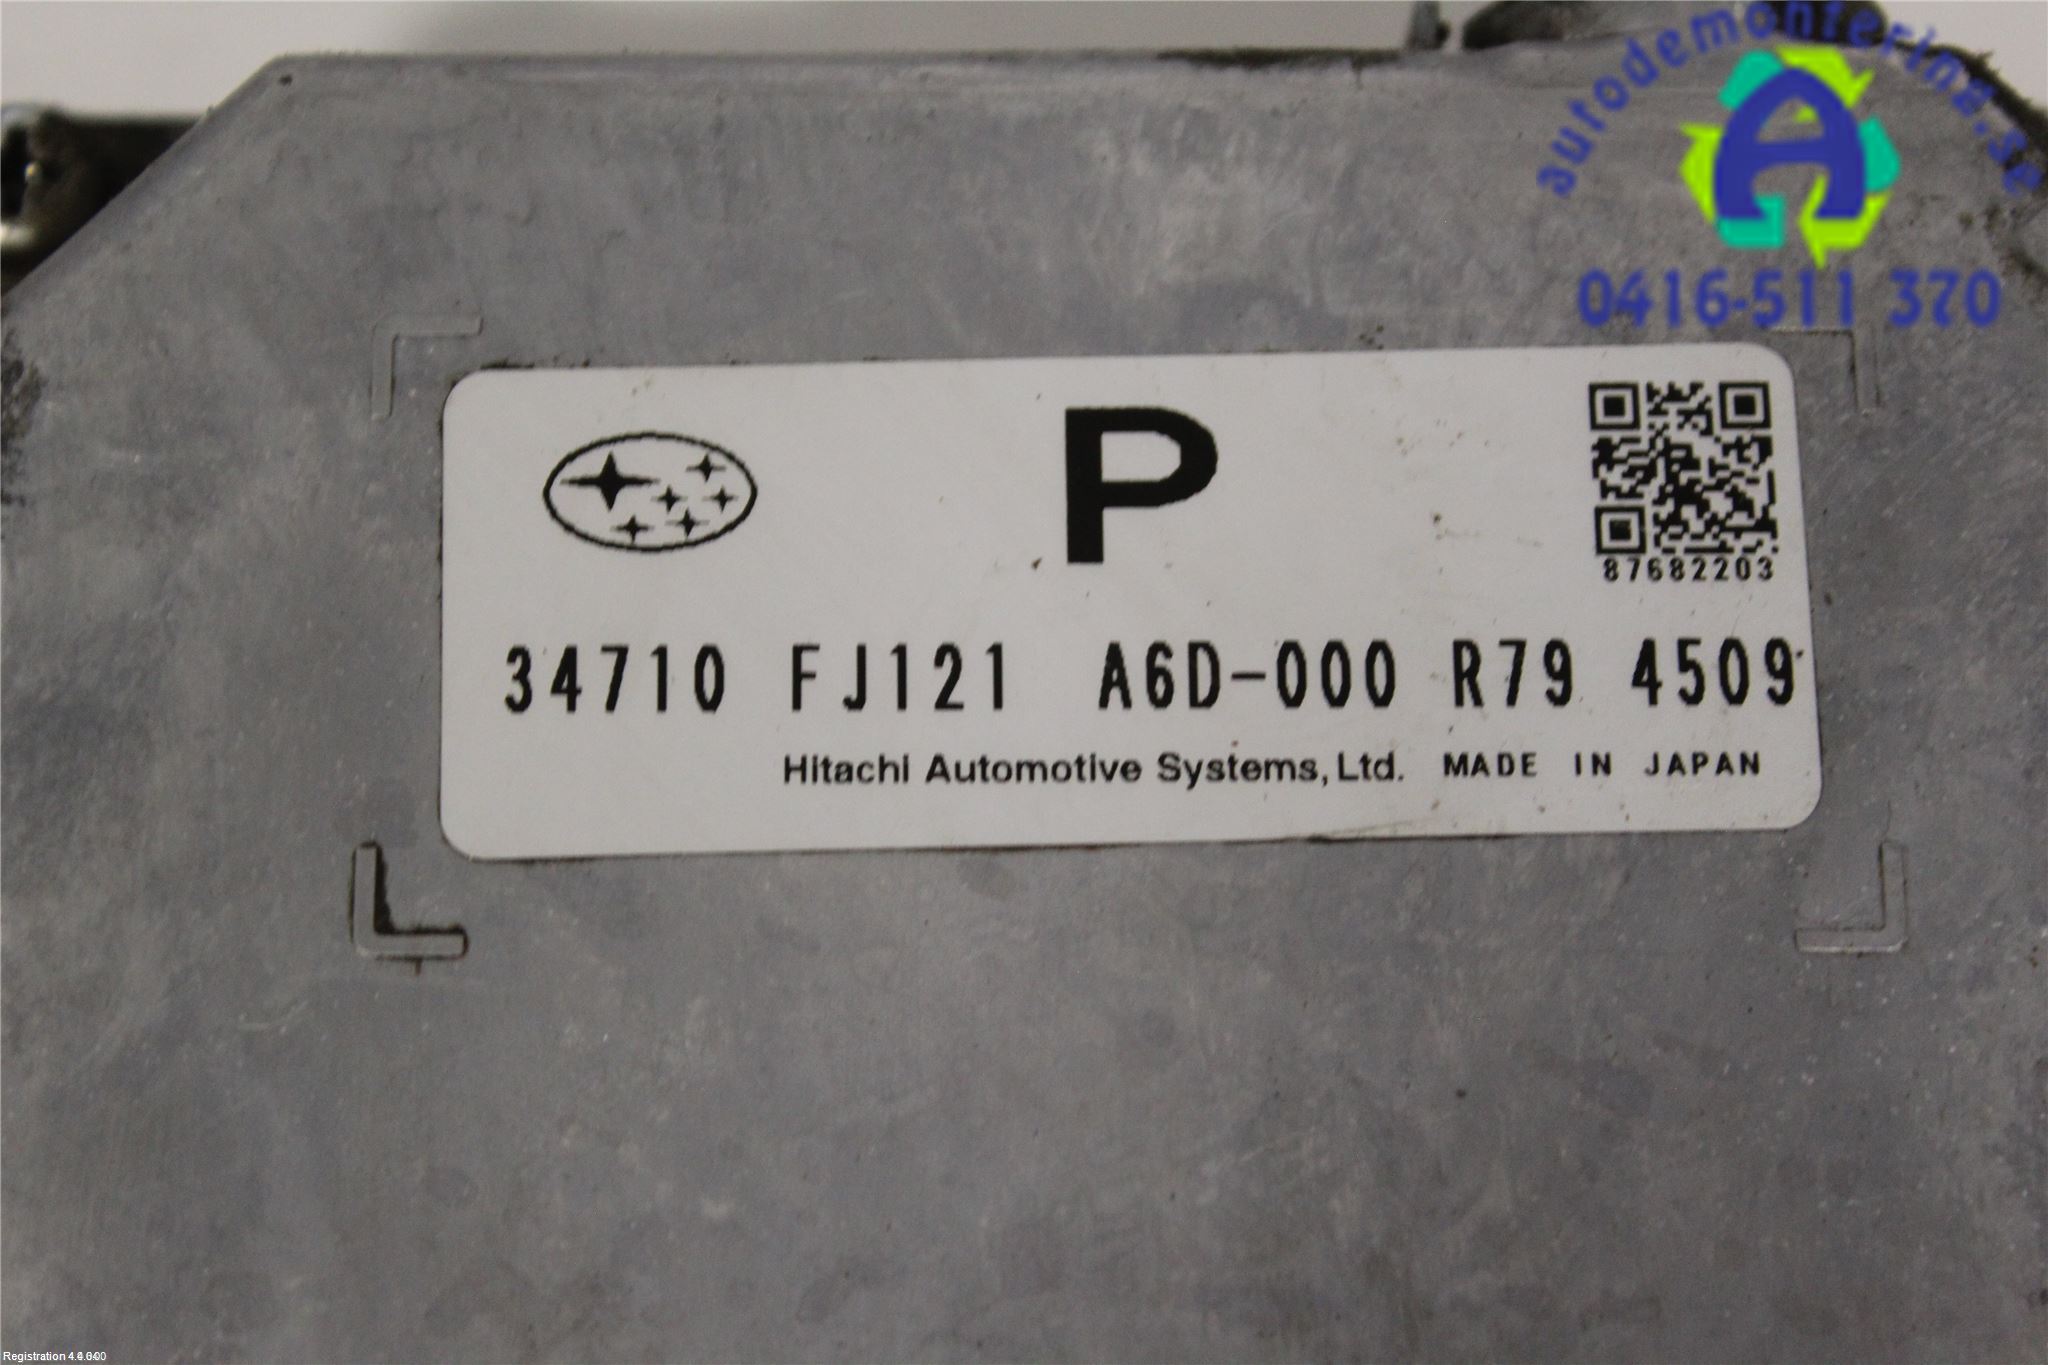 autodemontering.se
A
0416-511 370
P
87682203
34710 FJ121 A6D-000 R79 4509
Hitachi Automotive Systems, Ltd. MADE IN JAPAN